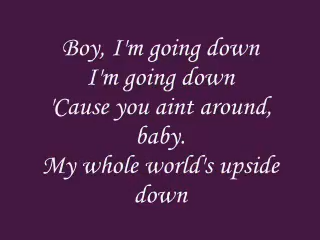 Boy, I'm going down
I'm going down
'Cause you aint around,
baby.
My whole world's upside
down